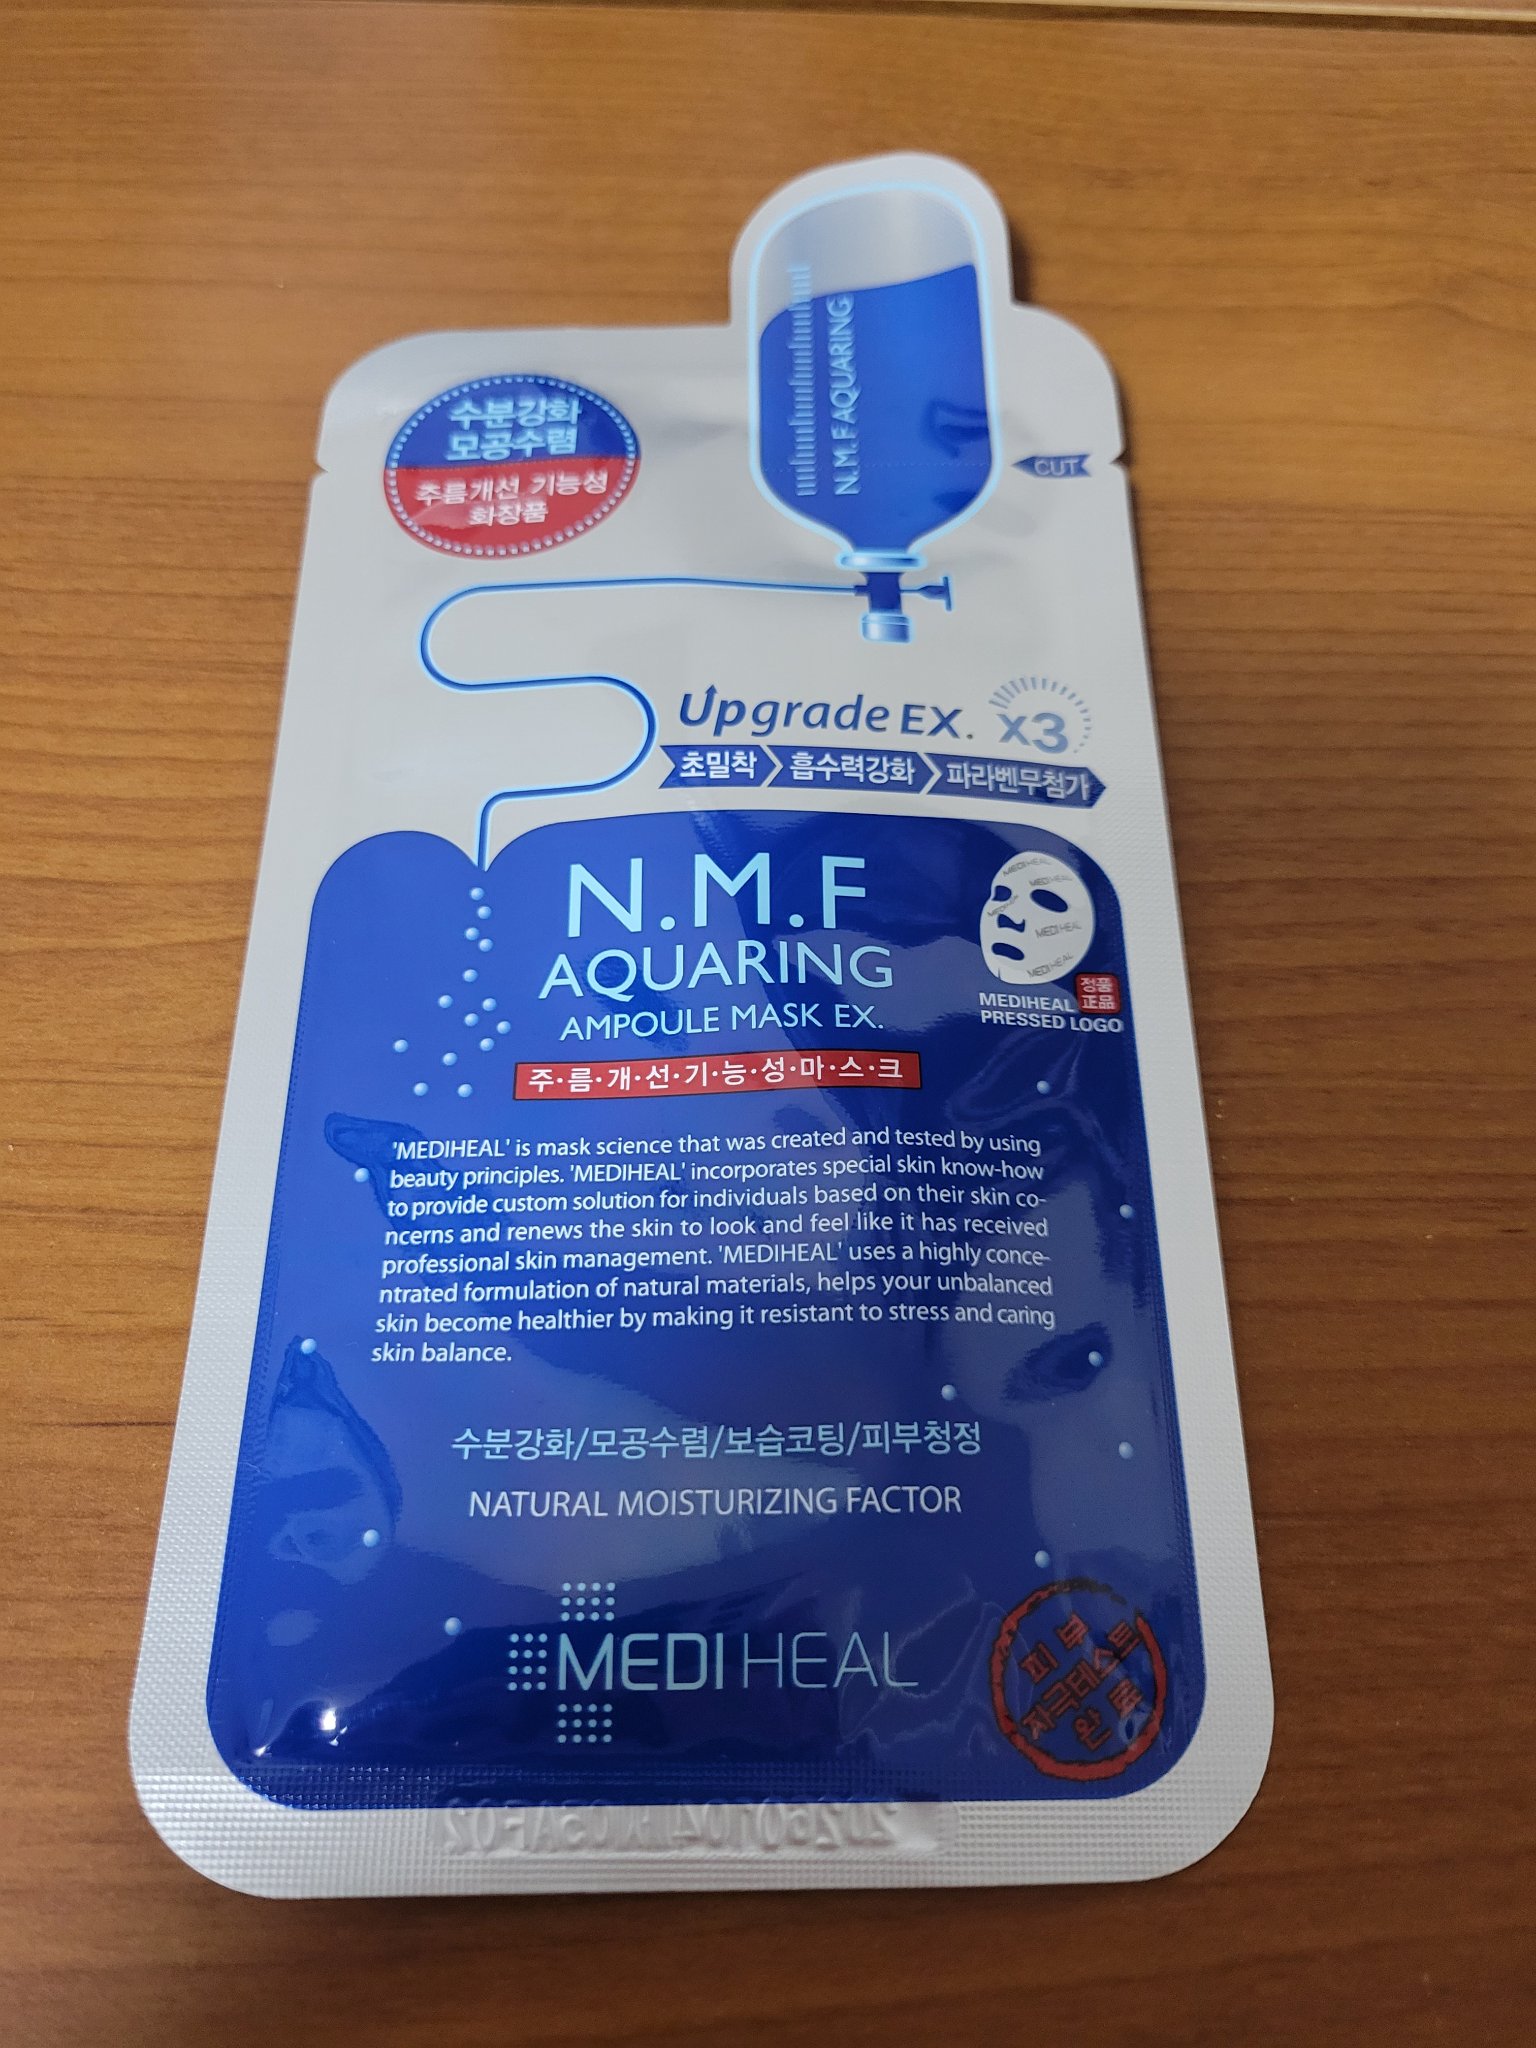 수분강화
모공수렴
주름개선 기능성
화장품
N.M.F AQUARING
CUT
Upgrade EX. x3
초밀착 흡수력강화 파라벤무첨가
N.M.F
AQUARING
AMPOULE MASK EX.
주·름·개·선·기·능·성·마·스·크
MEDIHEAL
MEDIHEAL
MEDIHEAL
MEDIHEAL
MEDIHEAL
정품
正品
PRESSED LOGO
'MEDIHEAL' is mask science that was created and tested by using
beauty principles. 'MEDIHEAL' incorporates special skin know-how
to provide custom solution for individuals based on their skin co-
ncerns and renews the skin to look and feel like it has received
professional skin management. 'MEDIHEAL' uses a highly conce-
ntrated formulation of natural materials, helps your unbalanced
skin become healthier by making it resistant to stress and caring
skin balance.
수분강화/모공수렴/보습코팅/피부청정
NATURAL MOISTURIZING FACTOR
MEDIHEAL
피부
자극테스트
완료